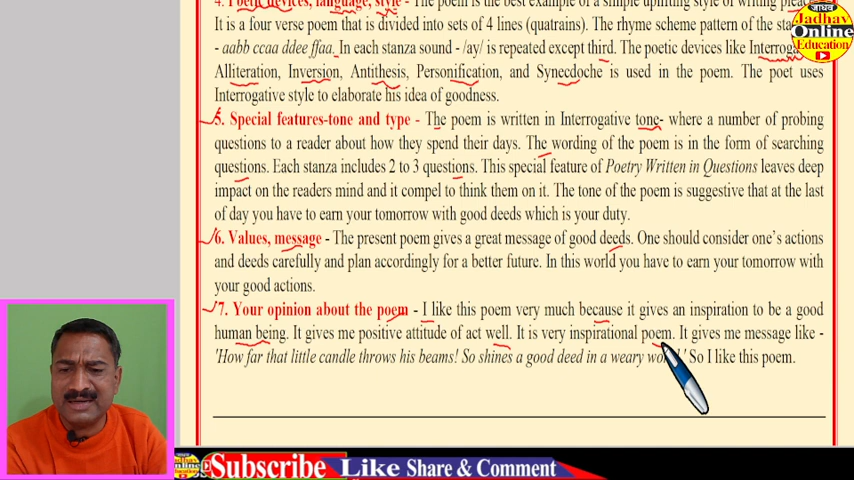 4. Poetic devices, language, style - The poem is the best example of a simple uplifting style of writing
It is a four verse poem that is divided into sets of 4 lines (quatrains). The rhyme scheme pattern of the
- aabb ccaa ddee ffaa. In each stanza sound - /ay/ is repeated except third. The poetic devices like
Alliteration, Inversion, Antithesis, Personification, and Synecdoche is used in the poem. The poet uses
Interrogative style to elaborate his idea of goodness.
5. Special features-tone and type - The poem is written in Interrogative tone- where a number of probing
questions to a reader about how they spend their days. The wording of the poem is in the form of searching
questions. Each stanza includes 2 to 3 questions. This special feature of Poetry Written in Questions leaves deep
impact on the readers mind and it compel to think them on it. The tone of the poem is suggestive that at the last
of day you have to earn your tomorrow with good deeds which is your duty.
6. Values, message - The present poem gives a great message of good deeds. One should consider one's actions
and deeds carefully and plan accordingly for a better future. In this world you have to earn your tomorrow with
your good actions.
7. Your opinion about the poem - I like this poem very much because it gives an inspiration to be a good
human being. It gives me positive attitude of act well. It is very inspirational poem. It gives me message like -
'How far that little candle throws his beams! So shines a good deed in a weary So I like this poem.
जाधव
Jadhav
Online
Education
Jadhav
Online
Education
Subscribe Like Share & Comment